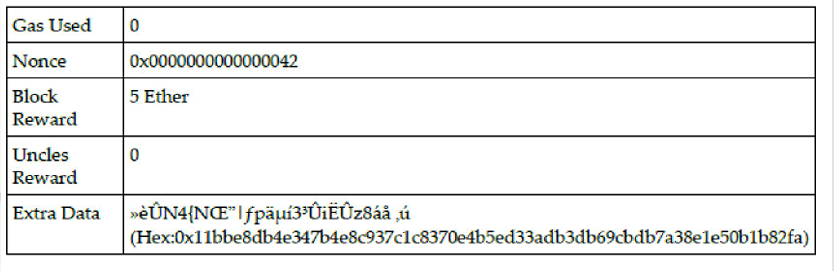 Gas Used 0
Nonce 0x0000000000000042
Block Reward 5 Ether
Uncles Reward 0
Extra Data »èÛN4{NŒ”|ƒpäµí3³ÛiËÛz8áå ‚ú
(Hex:0x11bbe8db4e347b4e8c937c1c8370e4b5ed33adb3db69cbdb7a38e1e50b1b82fa)